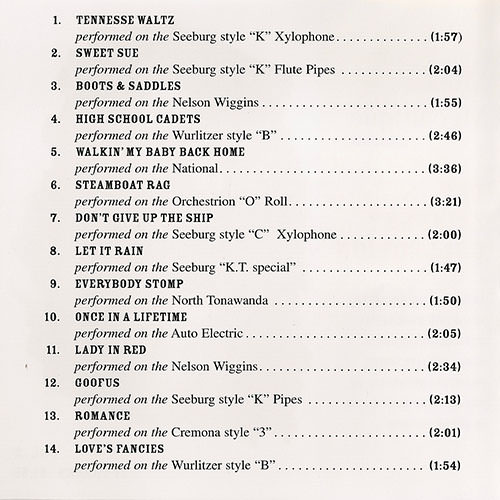 1. TENNESSE WALTZ
performed on the Seeburg style “K” Xylophone. . . . . . . . . . . . . . (1:57)
2. SWEET SUE
performed on the Seeburg style “K” Flute Pipes . . . . . . . . . . . . . . (2:04)
3. BOOTS & SADDLES
performed on the Nelson Wiggins . . . . . . . . . . . . . . . . . . . . . . . . . (1:55)
4. HIGH SCHOOL CADETS
performed on the Wurlitzer style “B” . . . . . . . . . . . . . . . . . . . . . . (2:46)
5. WALKIN' MY BABY BACK HOME
performed on the National. . . . . . . . . . . . . . . . . . . . . . . . . . . . . . . (3:36)
6. STEAMBOAT RAG
performed on the Orchestrion “O” Roll. . . . . . . . . . . . . . . . . . . . . (3:21)
7. DON'T GIVE UP THE SHIP
performed on the Seeburg style “C” Xylophone . . . . . . . . . . . . . (2:00)
8. LET IT RAIN
performed on the Seeburg “K.T. special” . . . . . . . . . . . . . . . . . . . (1:47)
9. EVERYBODY STOMP
performed on the North Tonawanda . . . . . . . . . . . . . . . . . . . . . . . (1:50)
10. ONCE IN A LIFETIME
performed on the Auto Electric . . . . . . . . . . . . . . . . . . . . . . . . . . . (2:05)
11. LADY IN RED
performed on the Nelson Wiggins. . . . . . . . . . . . . . . . . . . . . . . . . (2:34)
12. GOOFUS
performed on the Seeburg style “K” Pipes . . . . . . . . . . . . . . . . . . (2:13)
13. ROMANCE
performed on the Cremona style “3”. . . . . . . . . . . . . . . . . . . . . . . (2:01)
14. LOVE'S FANCIES
performed on the Wurlitzer style “B”. . . . . . . . . . . . . . . . . . . . . . (1:54)